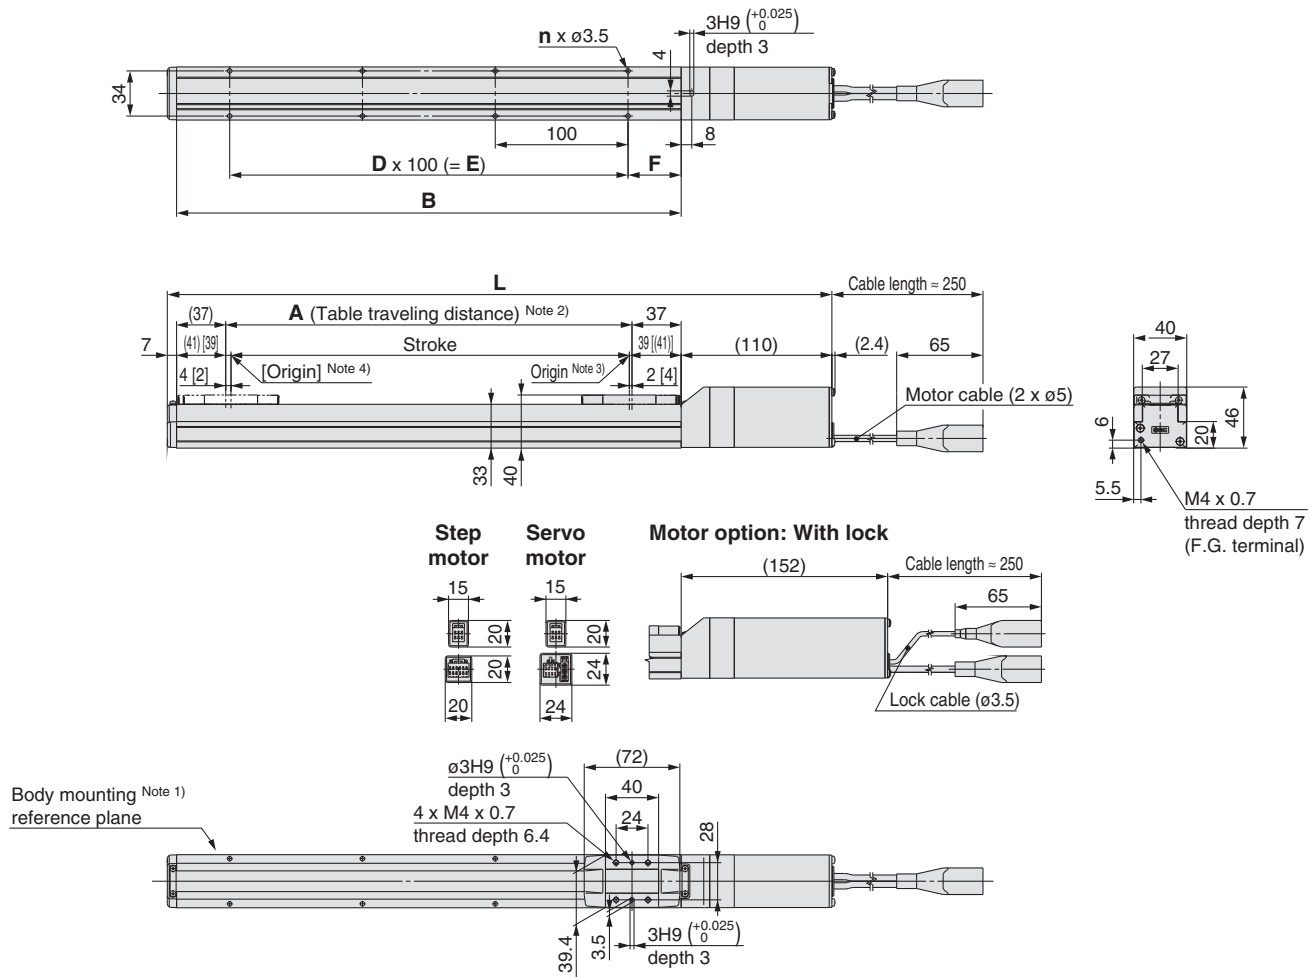 3H9 (+0.025 0)
depth 3
n x ø3.5
4
34
100
8
D x 100 (= E)
F
B
L
Cable length ≈ 250
(37)
A (Table traveling distance) Note 2)
37
7
(41) [39]
Stroke
39 [(41)]
(110)
(2.4)
65
4 [2]
[Origin] Note 4)
Origin Note 3)
2 [4]
Motor cable (2 x ø5)
33
40
40
27
6
20
46
5.5
M4 x 0.7
thread depth 7
(F.G. terminal)
Step
motor
Servo
motor
15
15
20
20
20
24
20
24
Motor option: With lock
(152)
Cable length ≈ 250
65
Lock cable (ø3.5)
Body mounting Note 1)
reference plane
ø3H9 (+0.025 0)
depth 3
4 x M4 x 0.7
thread depth 6.4
(72)
40
24
28
39.4
3.5
3H9 (+0.025 0)
depth 3